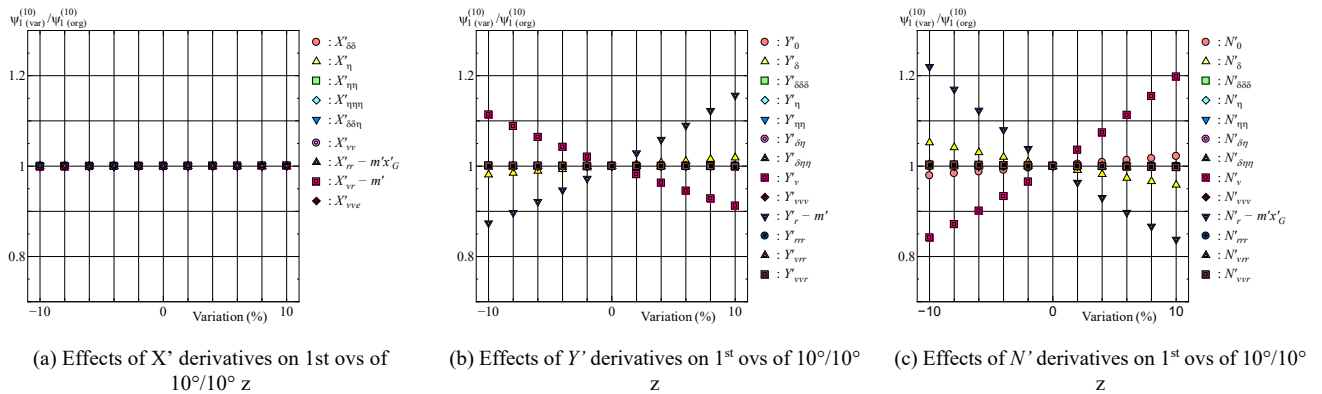 ψ₁ (var)⁽¹⁰⁾/ψ₁ (org)⁽¹⁰⁾
1.2
1
0.8
−10
0
10
Variation (%)
: X'δδ
: X'η
: X'ηη
: X'ηηη
: X'δδη
: X'vv
: X'rr − m'x'G
: X'vr − m'
: X'vve
(a) Effects of X’ derivatives on 1st ovs of
10°/10° z
ψ₁ (var)⁽¹⁰⁾/ψ₁ (org)⁽¹⁰⁾
1.2
1
0.8
−10
0
10
Variation (%)
: Y'0
: Y'δ
: Y'δδδ
: Y'η
: Y'ηη
: Y'δη
: Y'δηη
: Y'v
: Y'vvv
: Y'r − m'
: Y'rrr
: Y'vrr
: Y'vvr
(b) Effects of Y’ derivatives on 1st ovs of 10°/10°
z
ψ₁ (var)⁽¹⁰⁾/ψ₁ (org)⁽¹⁰⁾
1.2
1
0.8
−10
0
10
Variation (%)
: N'0
: N'δ
: N'δδδ
: N'η
: N'ηη
: N'δη
: N'δηη
: N'v
: N'vvv
: N'r − m'x'G
: N'rrr
: N'vrr
: N'vvr
(c) Effects of N’ derivatives on 1st ovs of 10°/10°
z